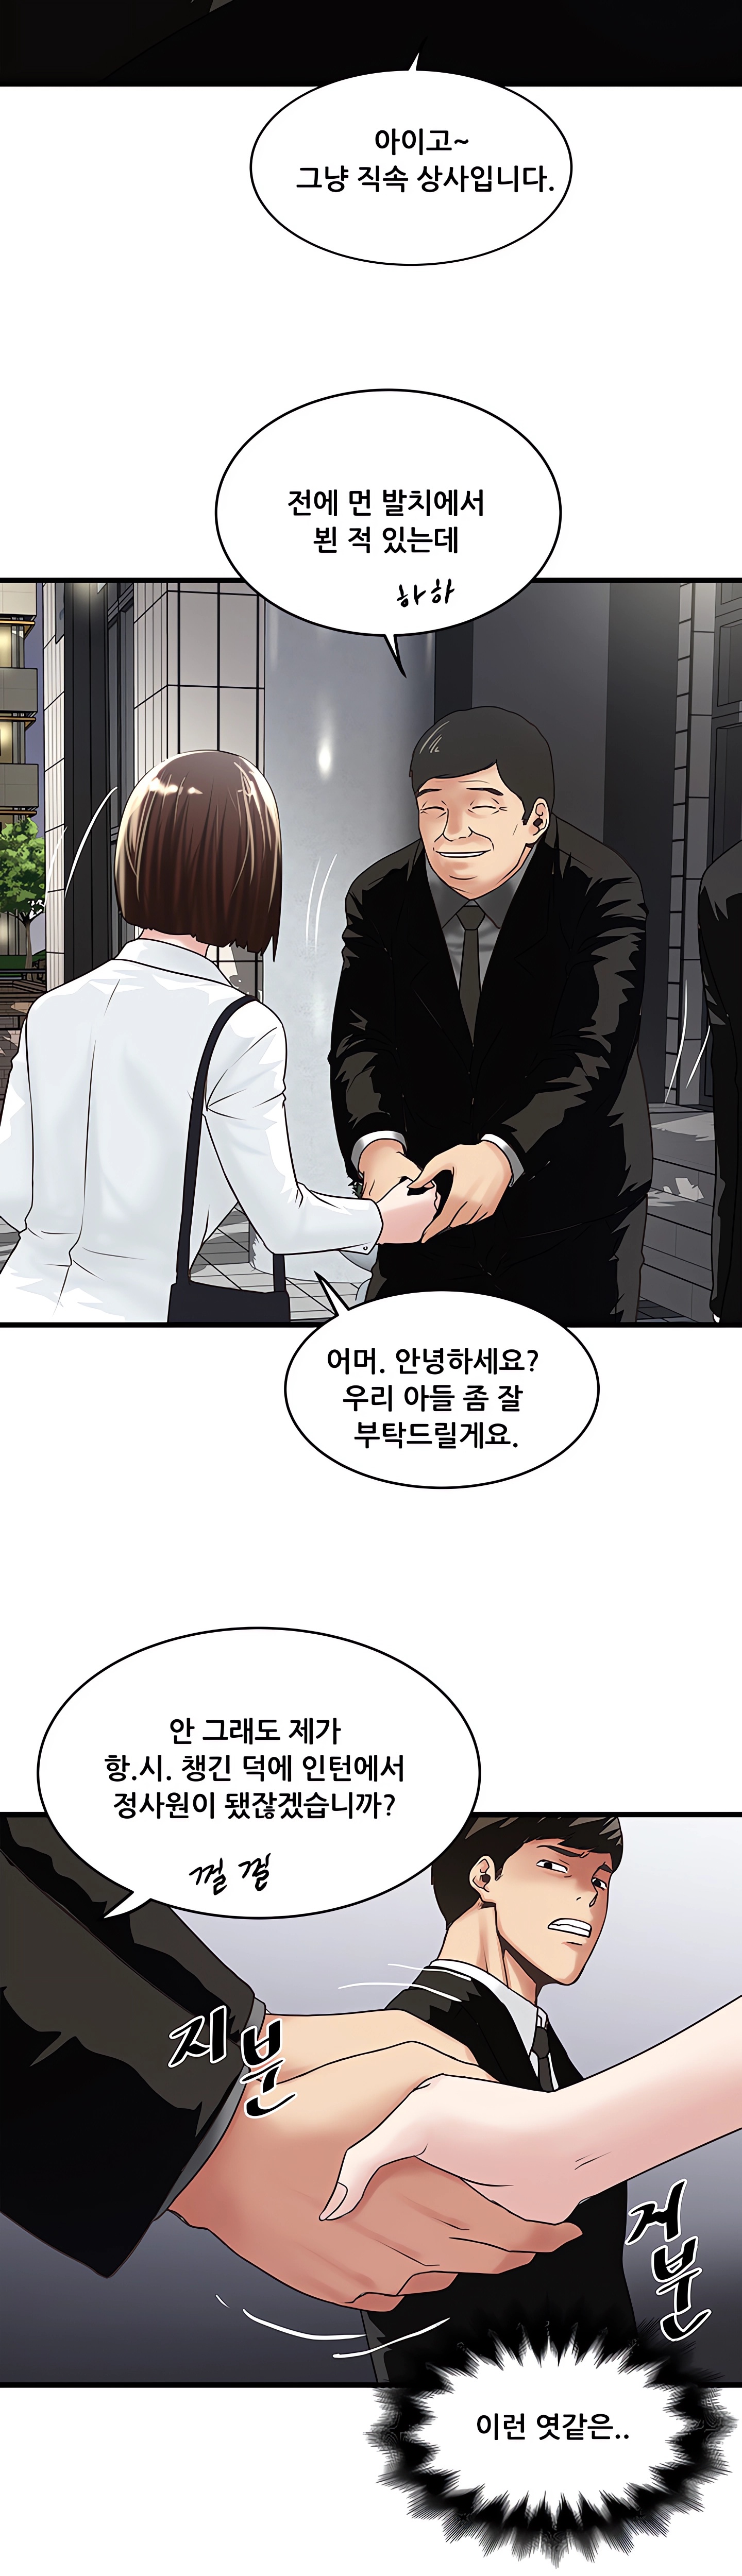 아이고~
그냥 직속 상사입니다.
전에 먼 발치에서
뵌 적 있는데
하하
어머. 안녕하세요?
우리 아들 좀 잘
부탁드릴게요.
안 그래도 제가
항.시. 챙긴 덕에 인턴에서
정사원이 됐잖겠습니까?
껄껄
지분
거분
이런 엿같은..